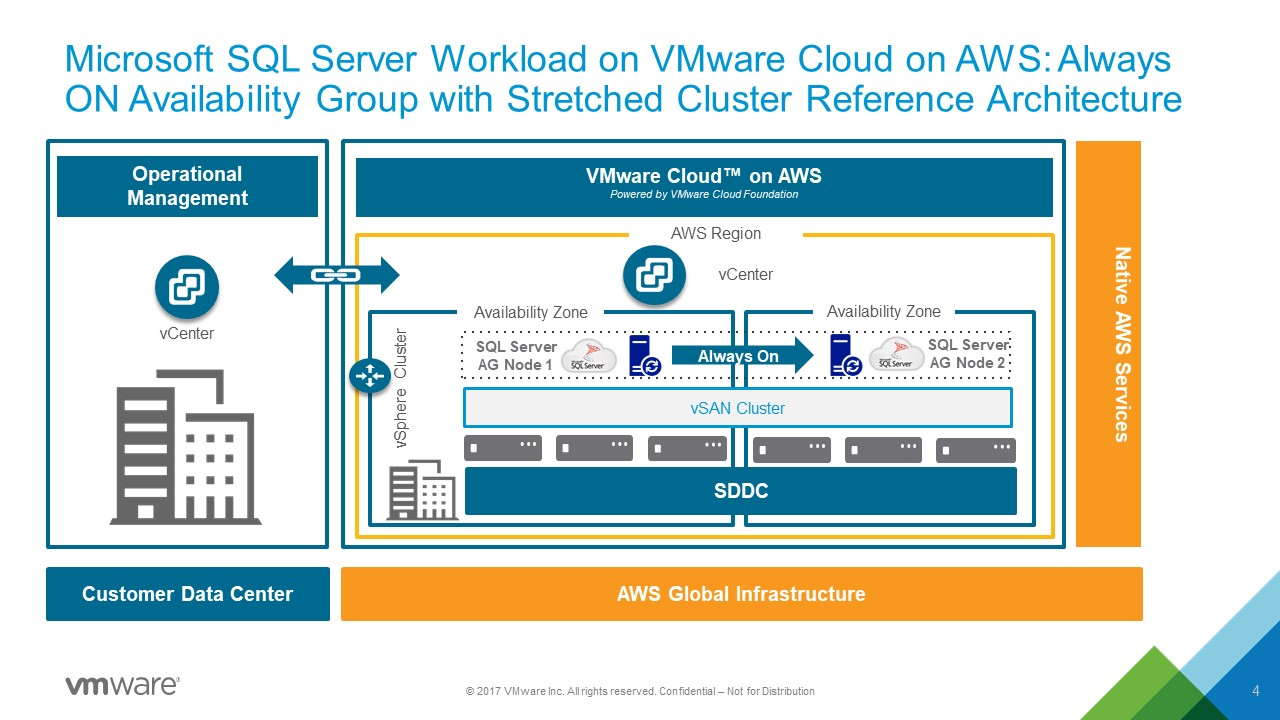 Microsoft SQL Server Workload on VMware Cloud on AWS: Always
ON Availability Group with Stretched Cluster Reference Architecture
Operational
Management
vCenter
Customer Data Center
VMware Cloud™ on AWS
Powered by VMware Cloud Foundation
AWS Region
vCenter
Availability Zone
Availability Zone
vSphere Cluster
SQL Server
AG Node 1
SQL Server
Always On
SQL Server
SQL Server
AG Node 2
vSAN Cluster
SDDC
Native AWS Services
AWS Global Infrastructure
vmware
© 2017 VMware Inc. All rights reserved. Confidential – Not for Distribution
4